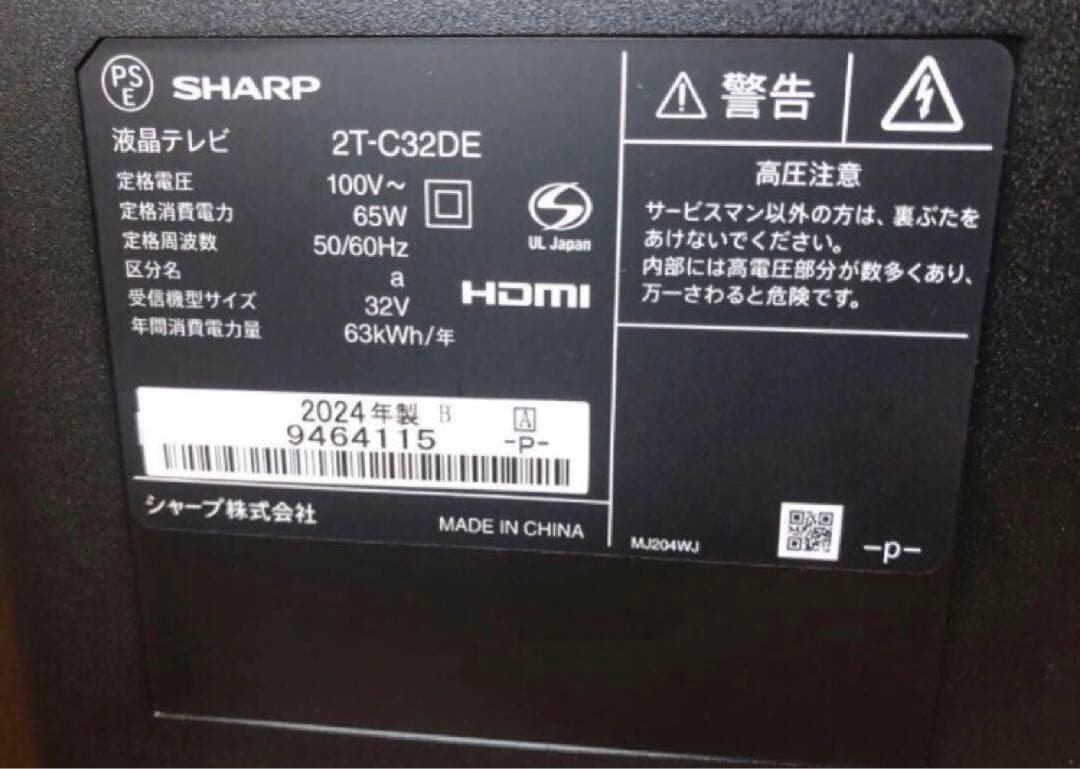 PS
E
SHARP
液晶テレビ 2T-C32DE
定格電圧 100V～
定格消費電力 65W
定格周波数 50/60Hz
区分名 a
受信機型サイズ 32V
年間消費電力量 63kWh/年
UL Japan
HDMI
2024年製 B
9464115
A
-P-
シャープ株式会社
MADE IN CHINA
警告
高圧注意
サービスマン以外の方は、裏ぶたを
あけないでください。
内部には高電圧部分が数多くあり、
万一さわると危険です。
MJ204WJ
-p-